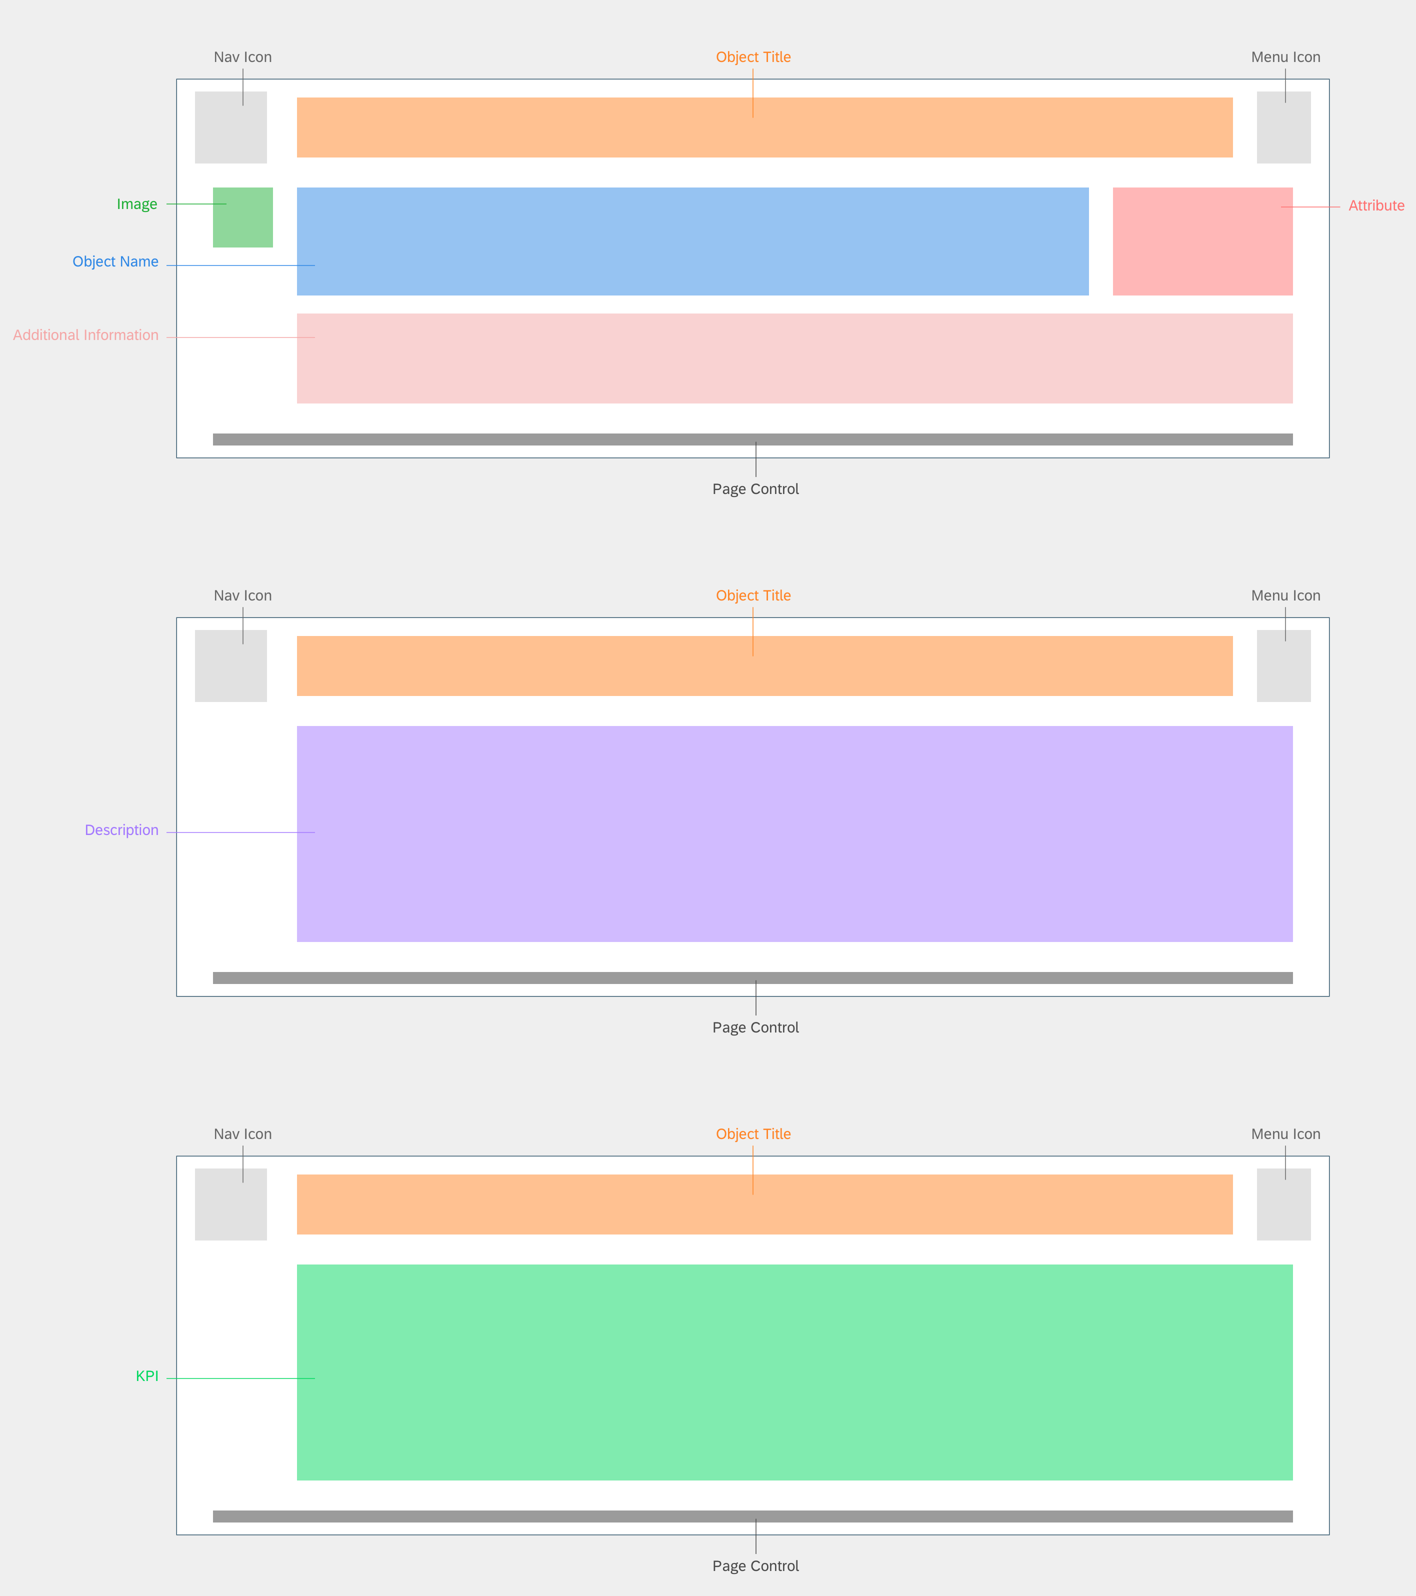 Nav Icon
Object Title
Menu Icon
Image
Attribute
Object Name
Additional Information
Page Control
Nav Icon
Object Title
Menu Icon
Description
Page Control
Nav Icon
Object Title
Menu Icon
KPI
Page Control